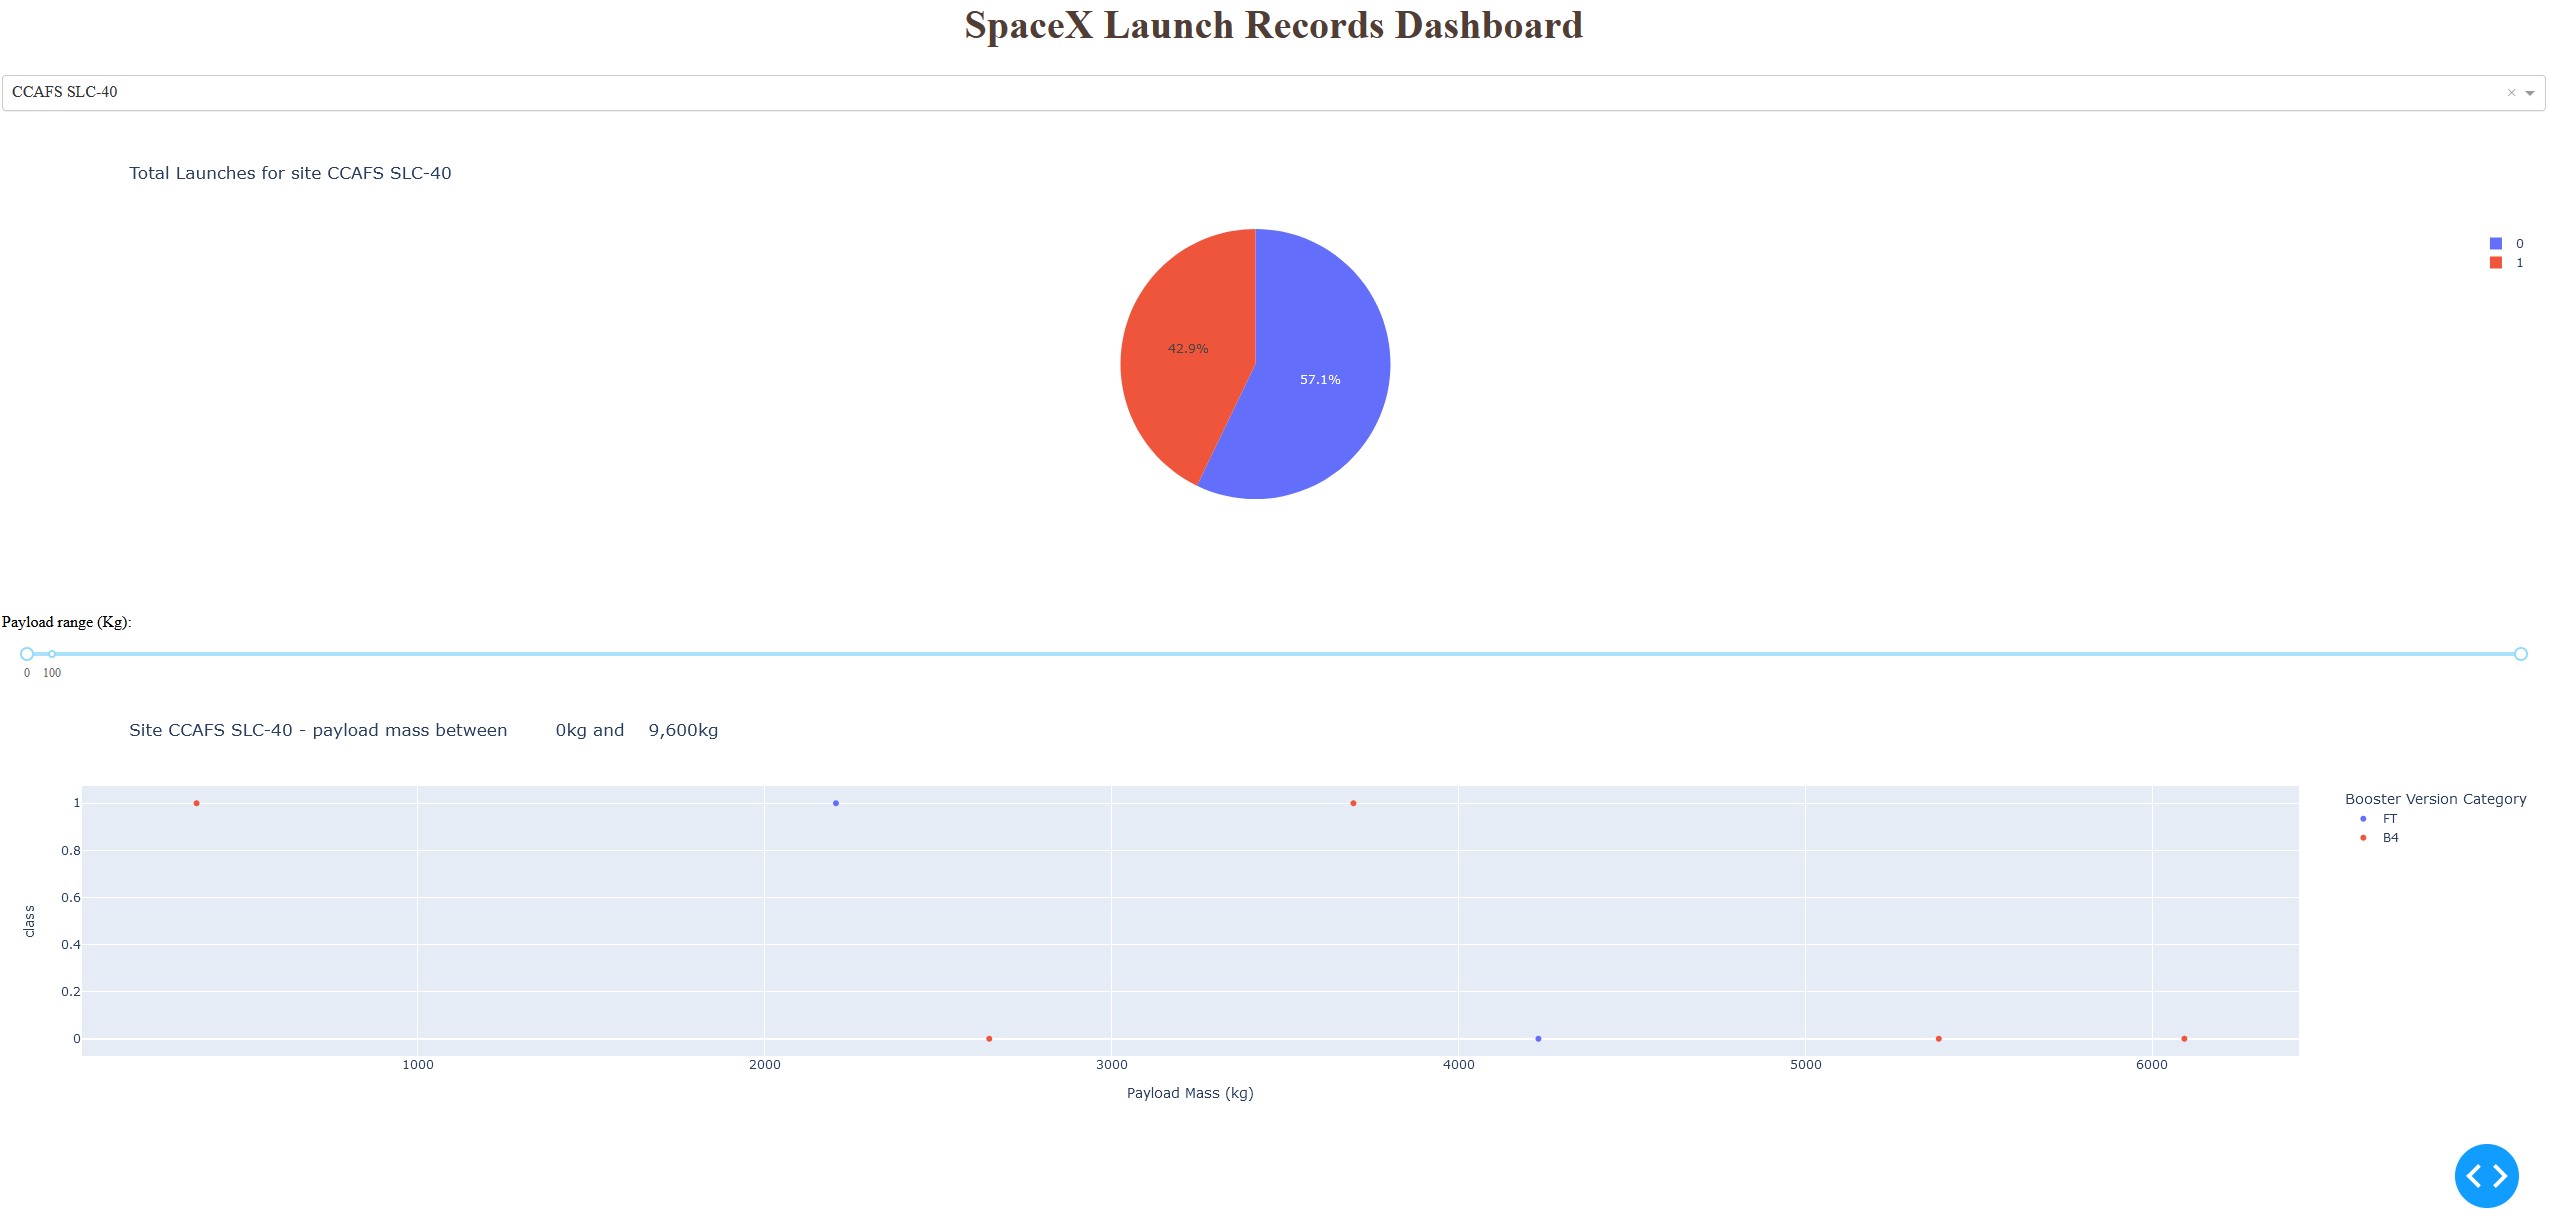 SpaceX Launch Records Dashboard
CCAFS SLC-40
Total Launches for site CCAFS SLC-40
0
1
42.9%
57.1%
Payload range (Kg):
0 100
Site CCAFS SLC-40 - payload mass between 0kg and 9,600kg
Booster Version Category
FT
B4
class
1
0.8
0.6
0.4
0.2
0
1000 2000 3000 4000 5000 6000
Payload Mass (kg)